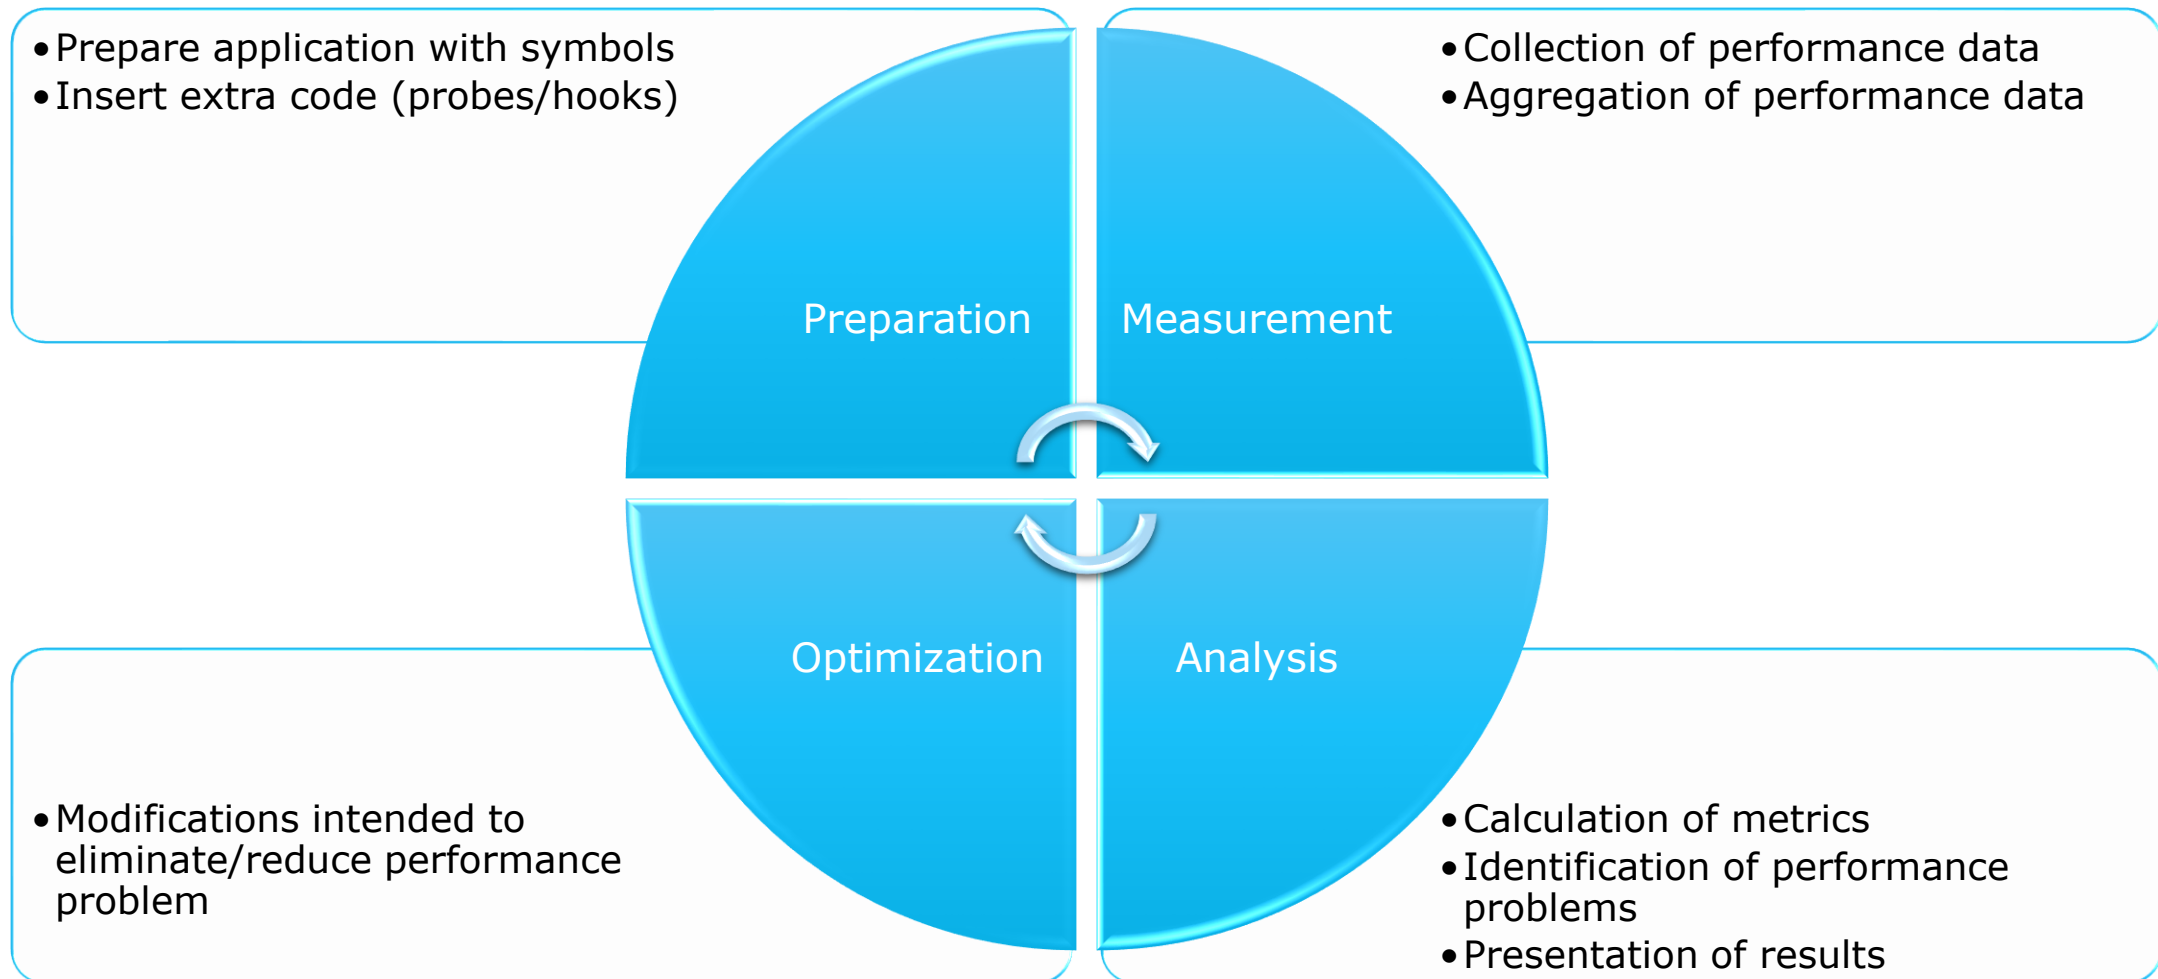 •Prepare application with symbols
•Insert extra code (probes/hooks)
•Collection of performance data
•Aggregation of performance data
Preparation
Measurement
Optimization
Analysis
•Modifications intended to
eliminate/reduce performance
problem
•Calculation of metrics
•Identification of performance
problems
•Presentation of results